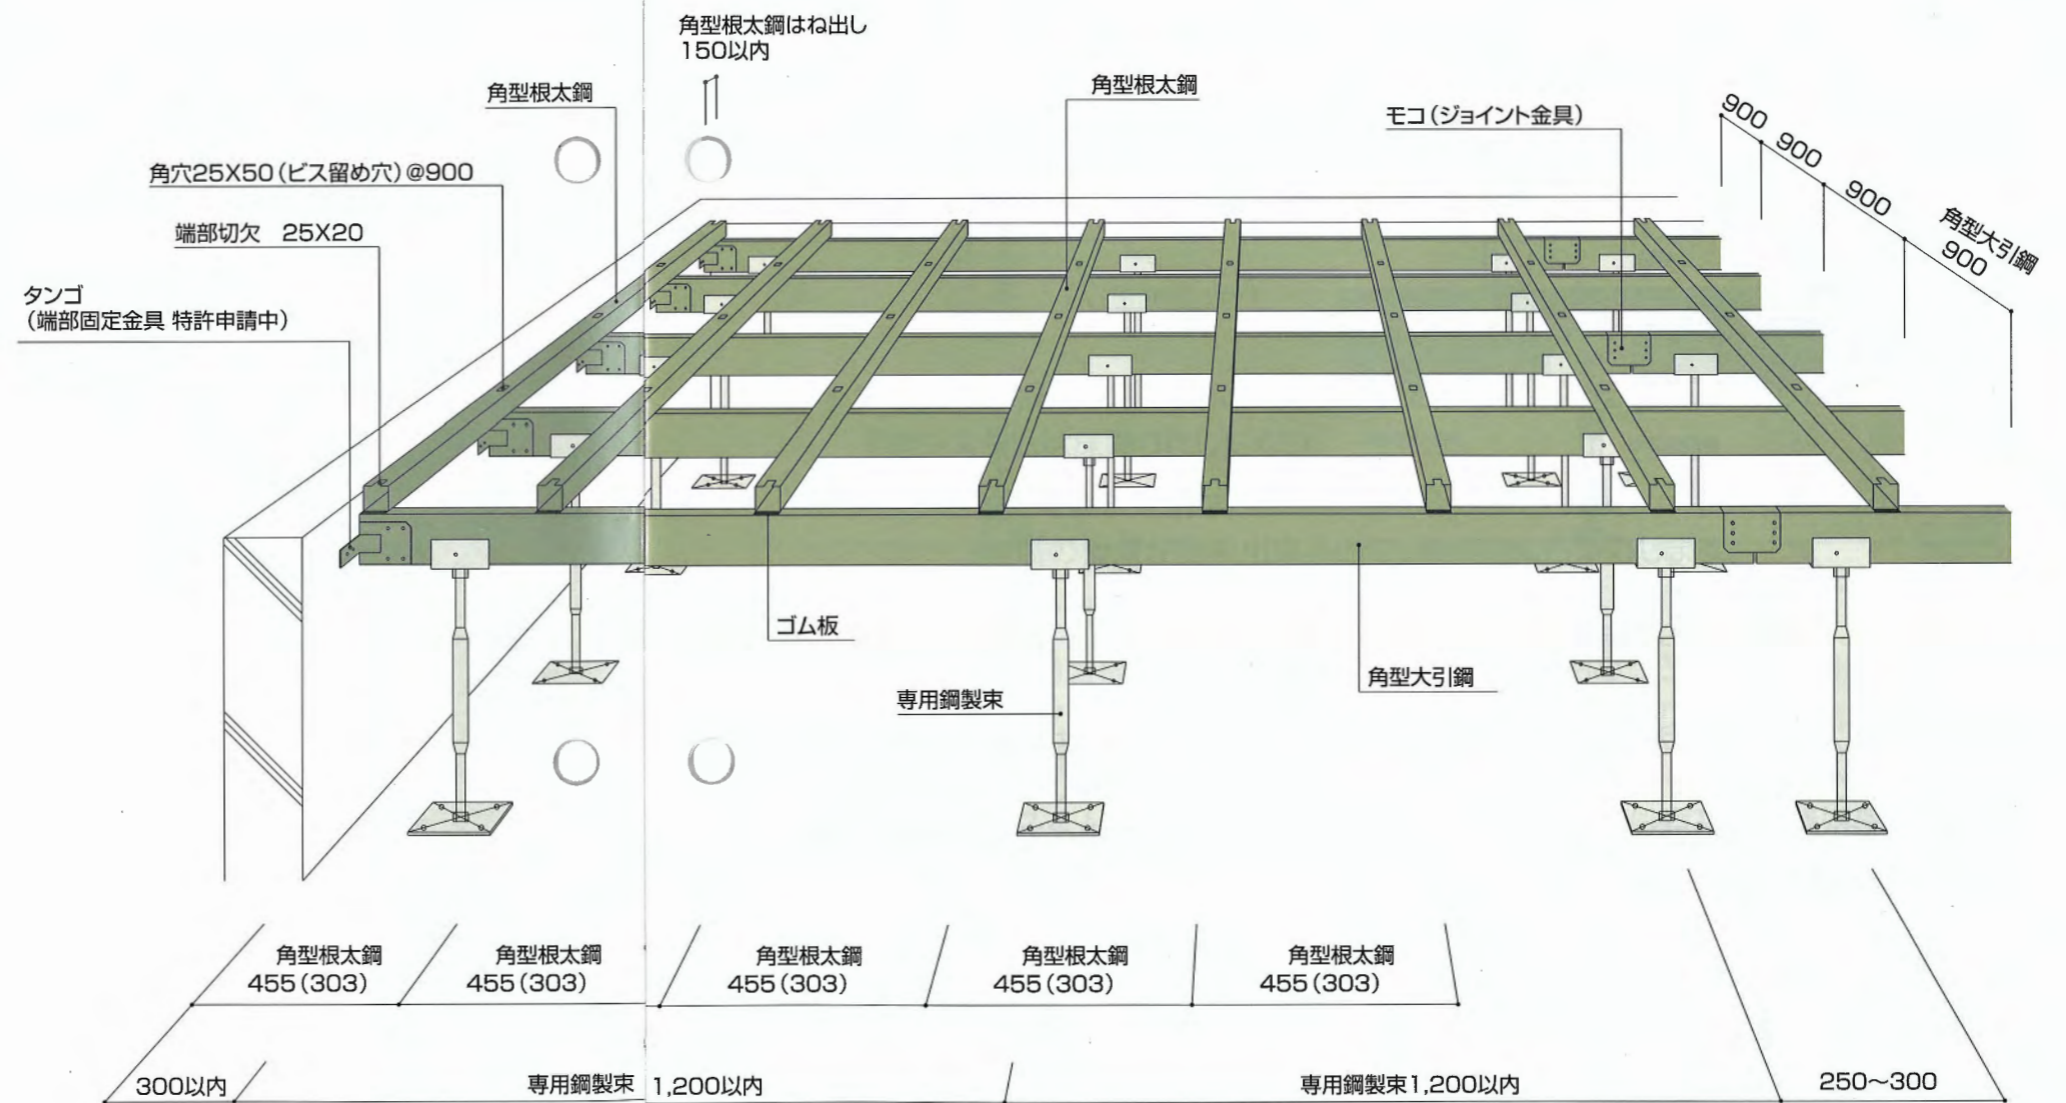 角型根太鋼はね出し
150以内
角型根太鋼
角型根太鋼
モコ（ジョイント金具）
900
900
900
角型大引鋼
900
角穴25X50（ビス留め穴）@900
端部切欠　25X20
タンゴ
（端部固定金具 特許申請中）
ゴム板
専用鋼製束
角型大引鋼
角型根太鋼
455（303）
角型根太鋼
455（303）
角型根太鋼
455（303）
角型根太鋼
455（303）
角型根太鋼
455（303）
300以内
専用鋼製束 1,200以内
専用鋼製束1,200以内
250〜300